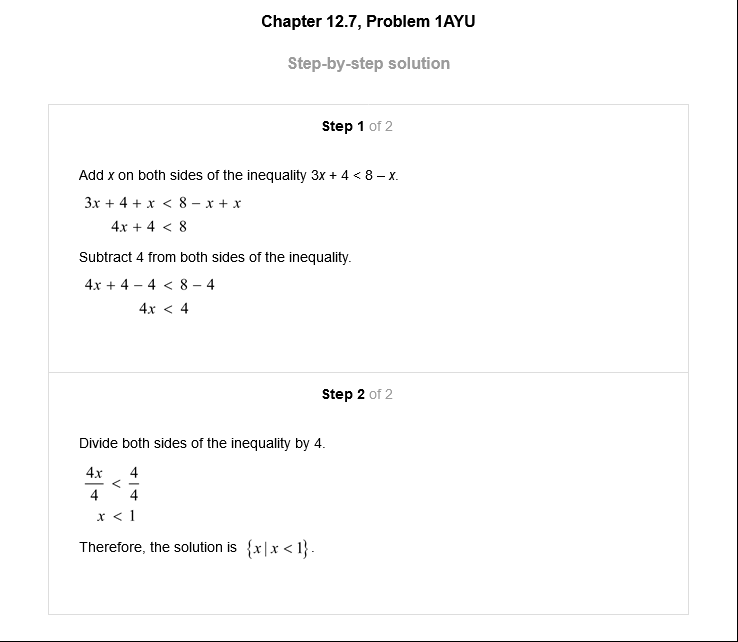 Chapter 12.7, Problem 1AYU
Step-by-step solution
Step 1 of 2
Add x on both sides of the inequality 3x + 4 < 8 – x.
3x + 4 + x < 8 − x + x
4x + 4 < 8
Subtract 4 from both sides of the inequality.
4x + 4 − 4 < 8 − 4
4x < 4
Step 2 of 2
Divide both sides of the inequality by 4.
4x/4 < 4/4
x < 1
Therefore, the solution is {x | x < 1}.